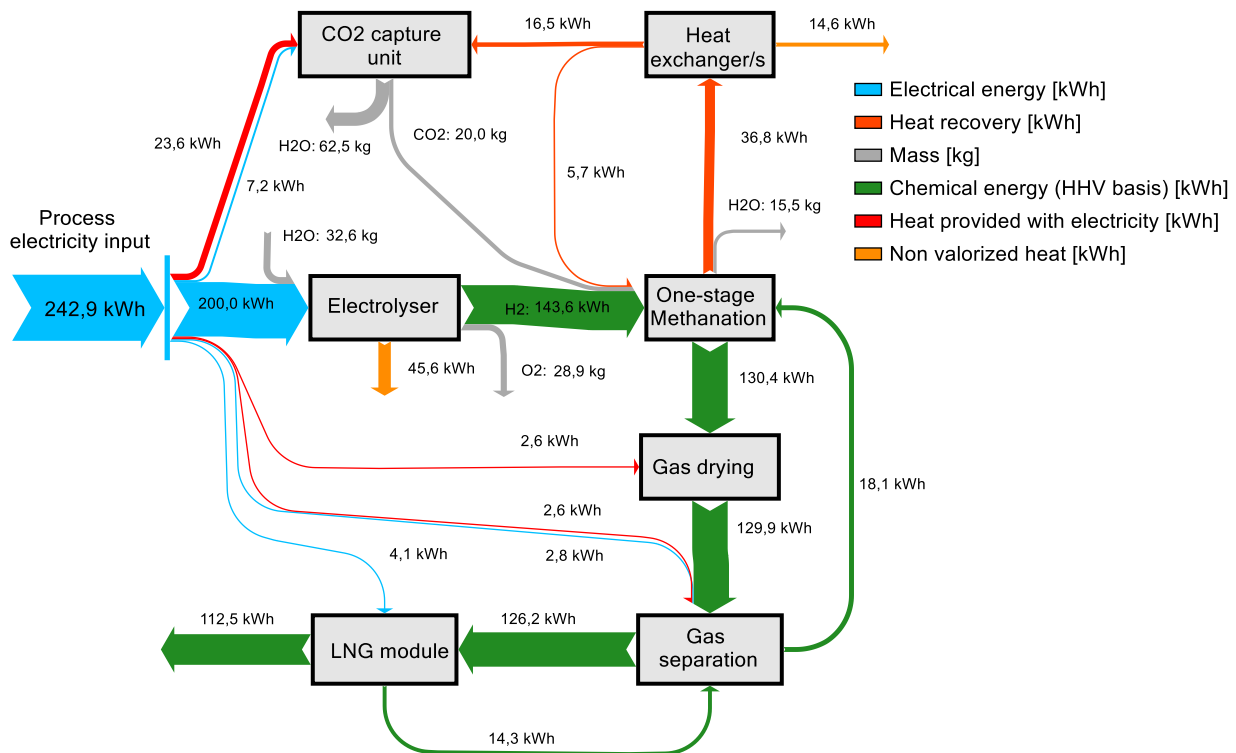 16,5 kWh
14,6 kWh
CO2 capture
unit
Heat
exchanger/s
Electrical energy [kWh]
Heat recovery [kWh]
Mass [kg]
Chemical energy (HHV basis) [kWh]
Heat provided with electricity [kWh]
Non valorized heat [kWh]
23,6 kWh
H2O: 62,5 kg
CO2: 20,0 kg
36,8 kWh
7,2 kWh
5,7 kWh
H2O: 15,5 kg
Process
electricity input
H2O: 32,6 kg
242,9 kWh
200,0 kWh
Electrolyser
H2: 143,6 kWh
One-stage
Methanation
45,6 kWh
O2: 28,9 kg
130,4 kWh
2,6 kWh
Gas drying
18,1 kWh
2,6 kWh
129,9 kWh
4,1 kWh
2,8 kWh
112,5 kWh
126,2 kWh
LNG module
Gas
separation
14,3 kWh